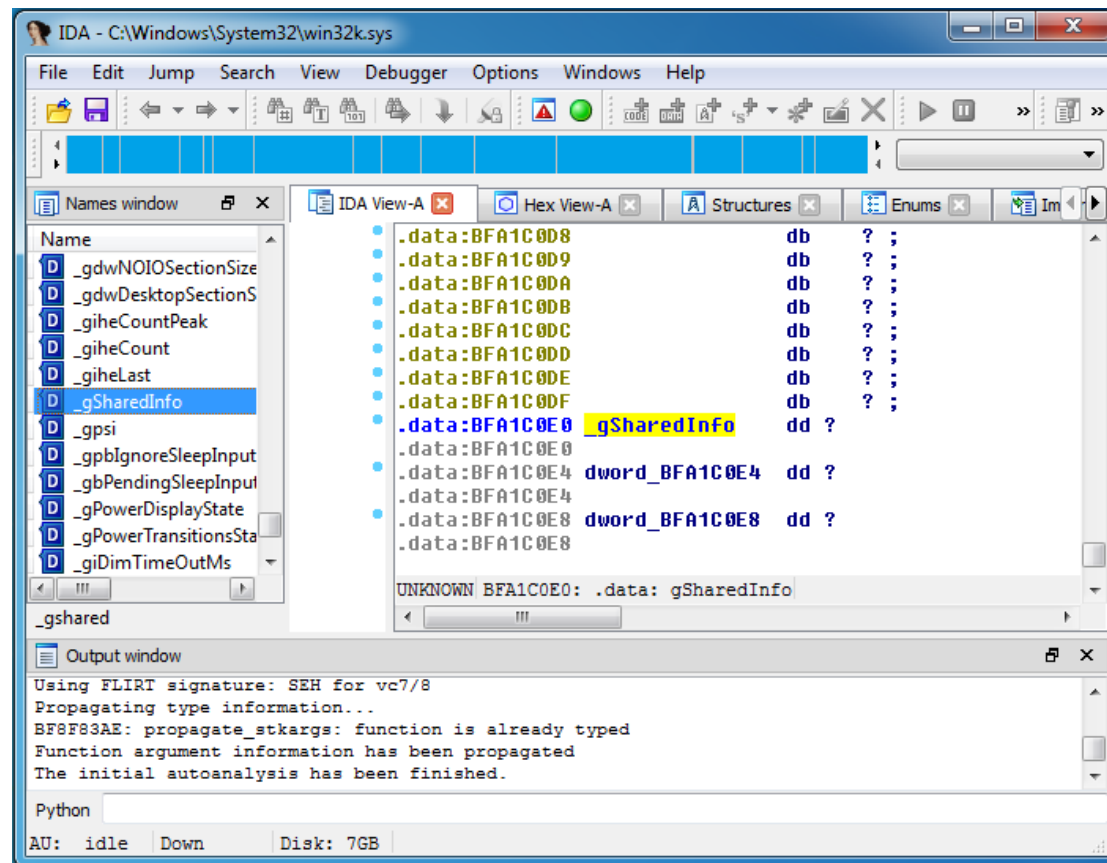 IDA - C:\Windows\System32\win32k.sys
File Edit Jump Search View Debugger Options Windows Help
Names window
IDA View-A
Hex View-A
Structures
Enums
Im
Name
_gdwNOIOSectionSize
_gdwDesktopSectionS
_giheCountPeak
_giheCount
_giheLast
_gSharedInfo
_gpsi
_gpbIgnoreSleepInput
_gbPendingSleepInput
_gPowerDisplayState
_gPowerTransitionsSta
_giDimTimeOutMs
_gshared
.data:BFA1C0D8 db ? ;
.data:BFA1C0D9 db ? ;
.data:BFA1C0DA db ? ;
.data:BFA1C0DB db ? ;
.data:BFA1C0DC db ? ;
.data:BFA1C0DD db ? ;
.data:BFA1C0DE db ? ;
.data:BFA1C0DF db ? ;
.data:BFA1C0E0 _gSharedInfo dd ?
.data:BFA1C0E0
.data:BFA1C0E4 dword_BFA1C0E4 dd ?
.data:BFA1C0E4
.data:BFA1C0E8 dword_BFA1C0E8 dd ?
.data:BFA1C0E8
UNKNOWN BFA1C0E0: .data: gSharedInfo
Output window
Using FLIRT signature: SEH for vc7/8
Propagating type information...
BF8F83AE: propagate_stkargs: function is already typed
Function argument information has been propagated
The initial autoanalysis has been finished.
Python
AU: idle Down Disk: 7GB